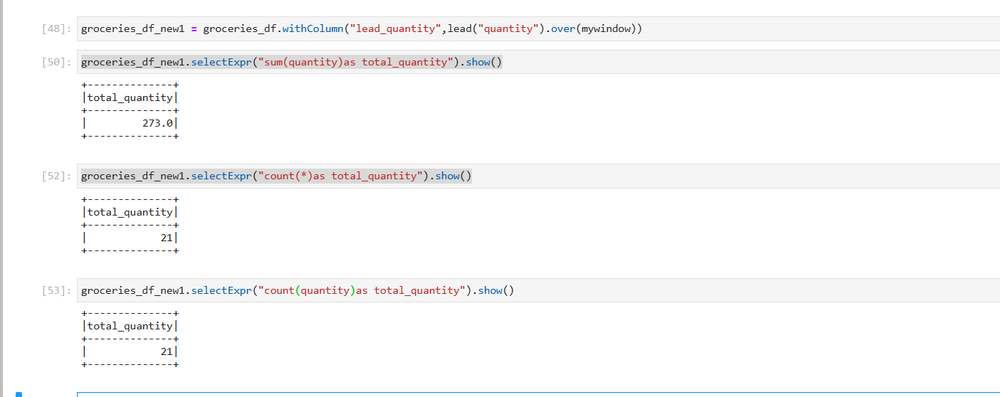 [48]: groceries_df_new1 = groceries_df.withColumn("lead_quantity",lead("quantity").over(mywindow))
[50]: groceries_df_new1.selectExpr("sum(quantity)as total_quantity").show()
+--------------+
|total_quantity|
+--------------+
|         273.0|
+--------------+
[52]: groceries_df_new1.selectExpr("count(*)as total_quantity").show()
+--------------+
|total_quantity|
+--------------+
|            21|
+--------------+
[53]: groceries_df_new1.selectExpr("count(quantity)as total_quantity").show()
+--------------+
|total_quantity|
+--------------+
|            21|
+--------------+